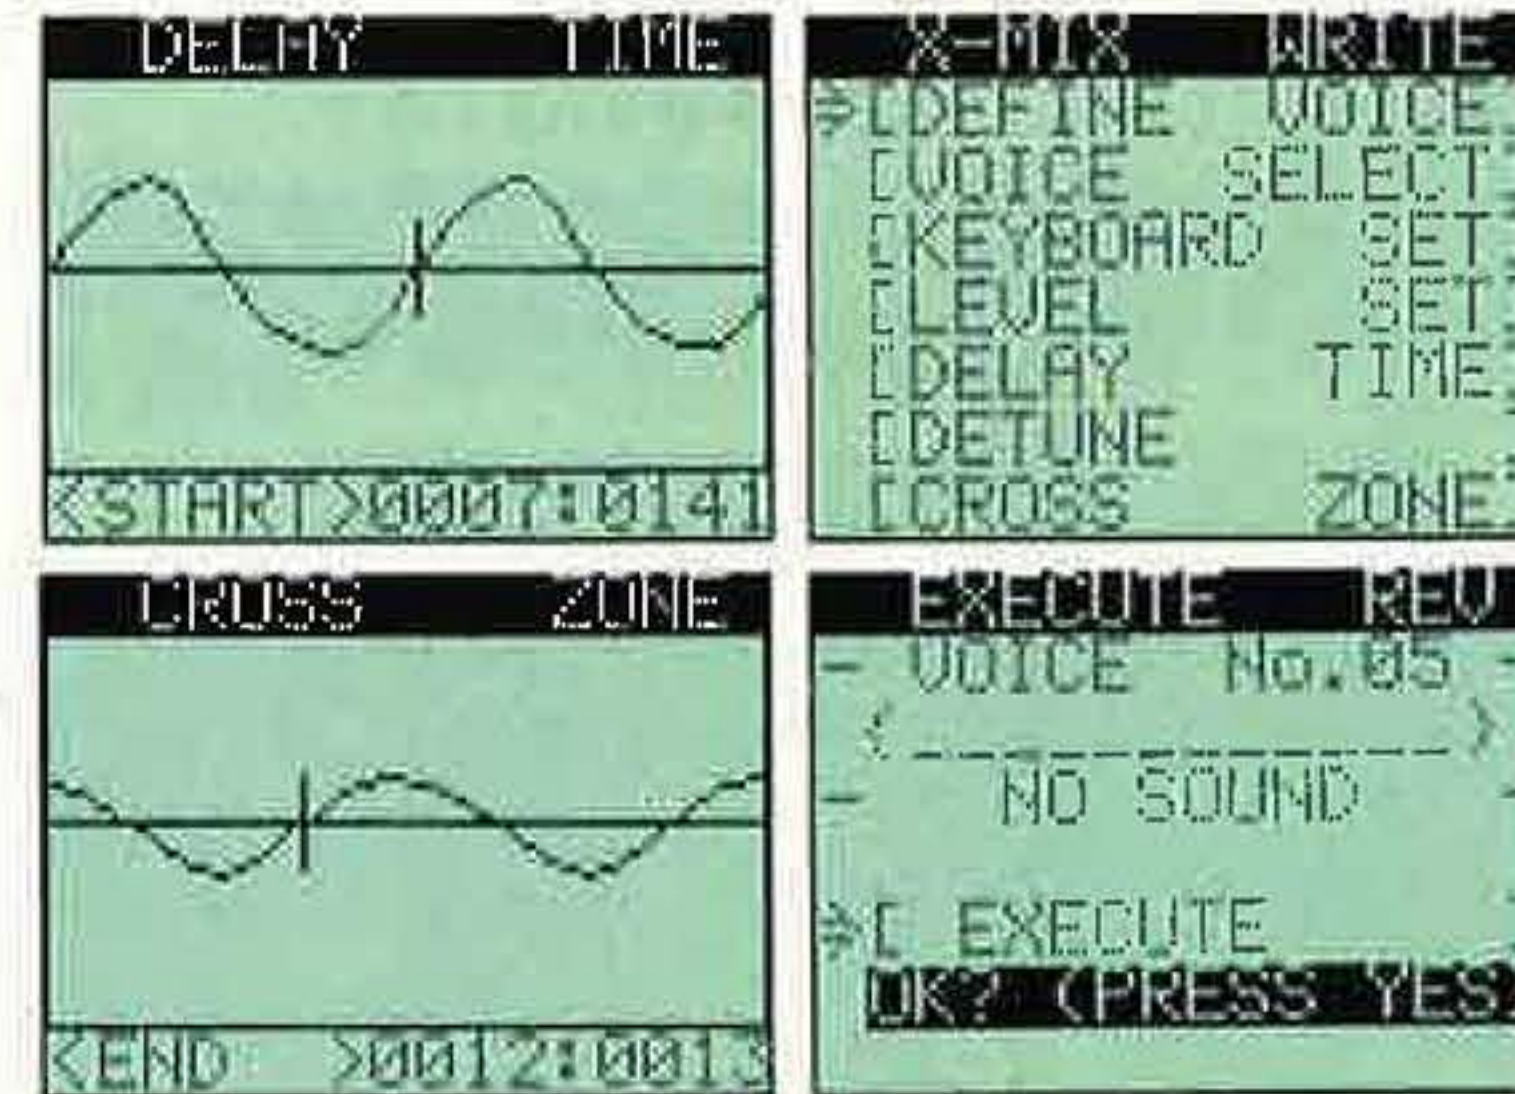 DELAY TIME
<START>0007:0141
X-MIX WRITE
[DEFINE VOICE]
[VOICE SELECT]
[KEYBOARD SET]
[LEVEL SET]
[DELAY TIME]
[DETUNE
[CROSS ZONE]
CROSS ZONE
<END >0012:0013
EXECUTE REV
VOICE No.05
< >
NO SOUND
[ EXECUTE
OK? (PRESS YES)